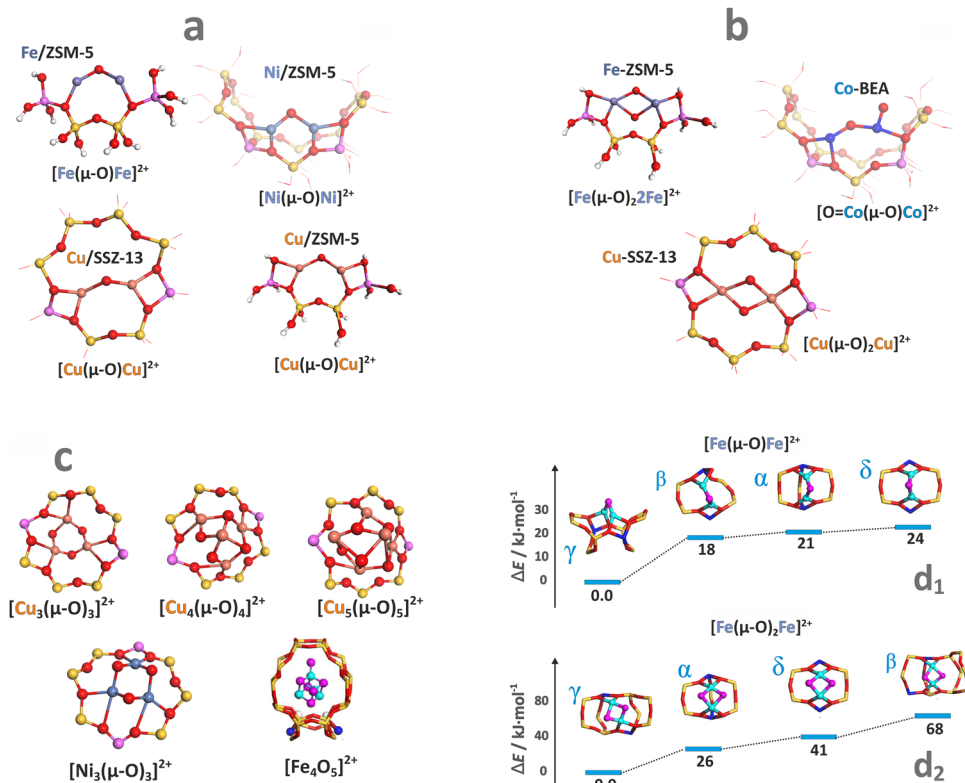 a
Fe/ZSM-5
Ni/ZSM-5
[Fe(μ-O)Fe]²⁺
[Ni(μ-O)Ni]²⁺
Cu/SSZ-13
Cu/ZSM-5
[Cu(μ-O)Cu]²⁺
[Cu(μ-O)Cu]²⁺
b
Fe-ZSM-5
Co-BEA
[Fe(μ-O)₂2Fe]²⁺
[O=Co(μ-O)Co]²⁺
Cu-SSZ-13
[Cu(μ-O)₂Cu]²⁺
c
[Cu₃(μ-O)₃]²⁺
[Cu₄(μ-O)₄]²⁺
[Cu₅(μ-O)₅]²⁺
[Ni₃(μ-O)₃]²⁺
[Fe₄O₅]²⁺
[Fe(μ-O)Fe]²⁺
β
α
δ
γ
ΔE / kJ·mol⁻¹
30
20
10
0
0.0
18
21
24
d₁
[Fe(μ-O)₂Fe]²⁺
γ
α
δ
β
ΔE / kJ·mol⁻¹
80
40
0
0.0
26
41
68
d₂